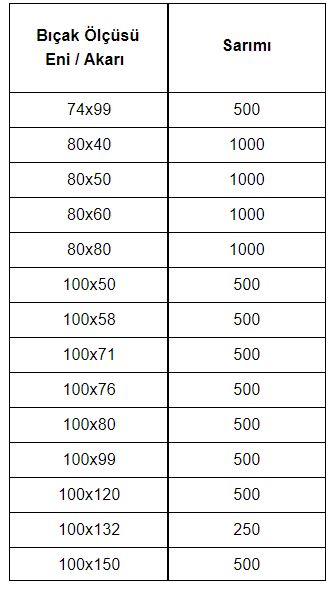 Bıçak Ölçüsü
Eni / Akarı
Sarımı
74x99 500
80x40 1000
80x50 1000
80x60 1000
80x80 1000
100x50 500
100x58 500
100x71 500
100x76 500
100x80 500
100x99 500
100x120 500
100x132 250
100x150 500